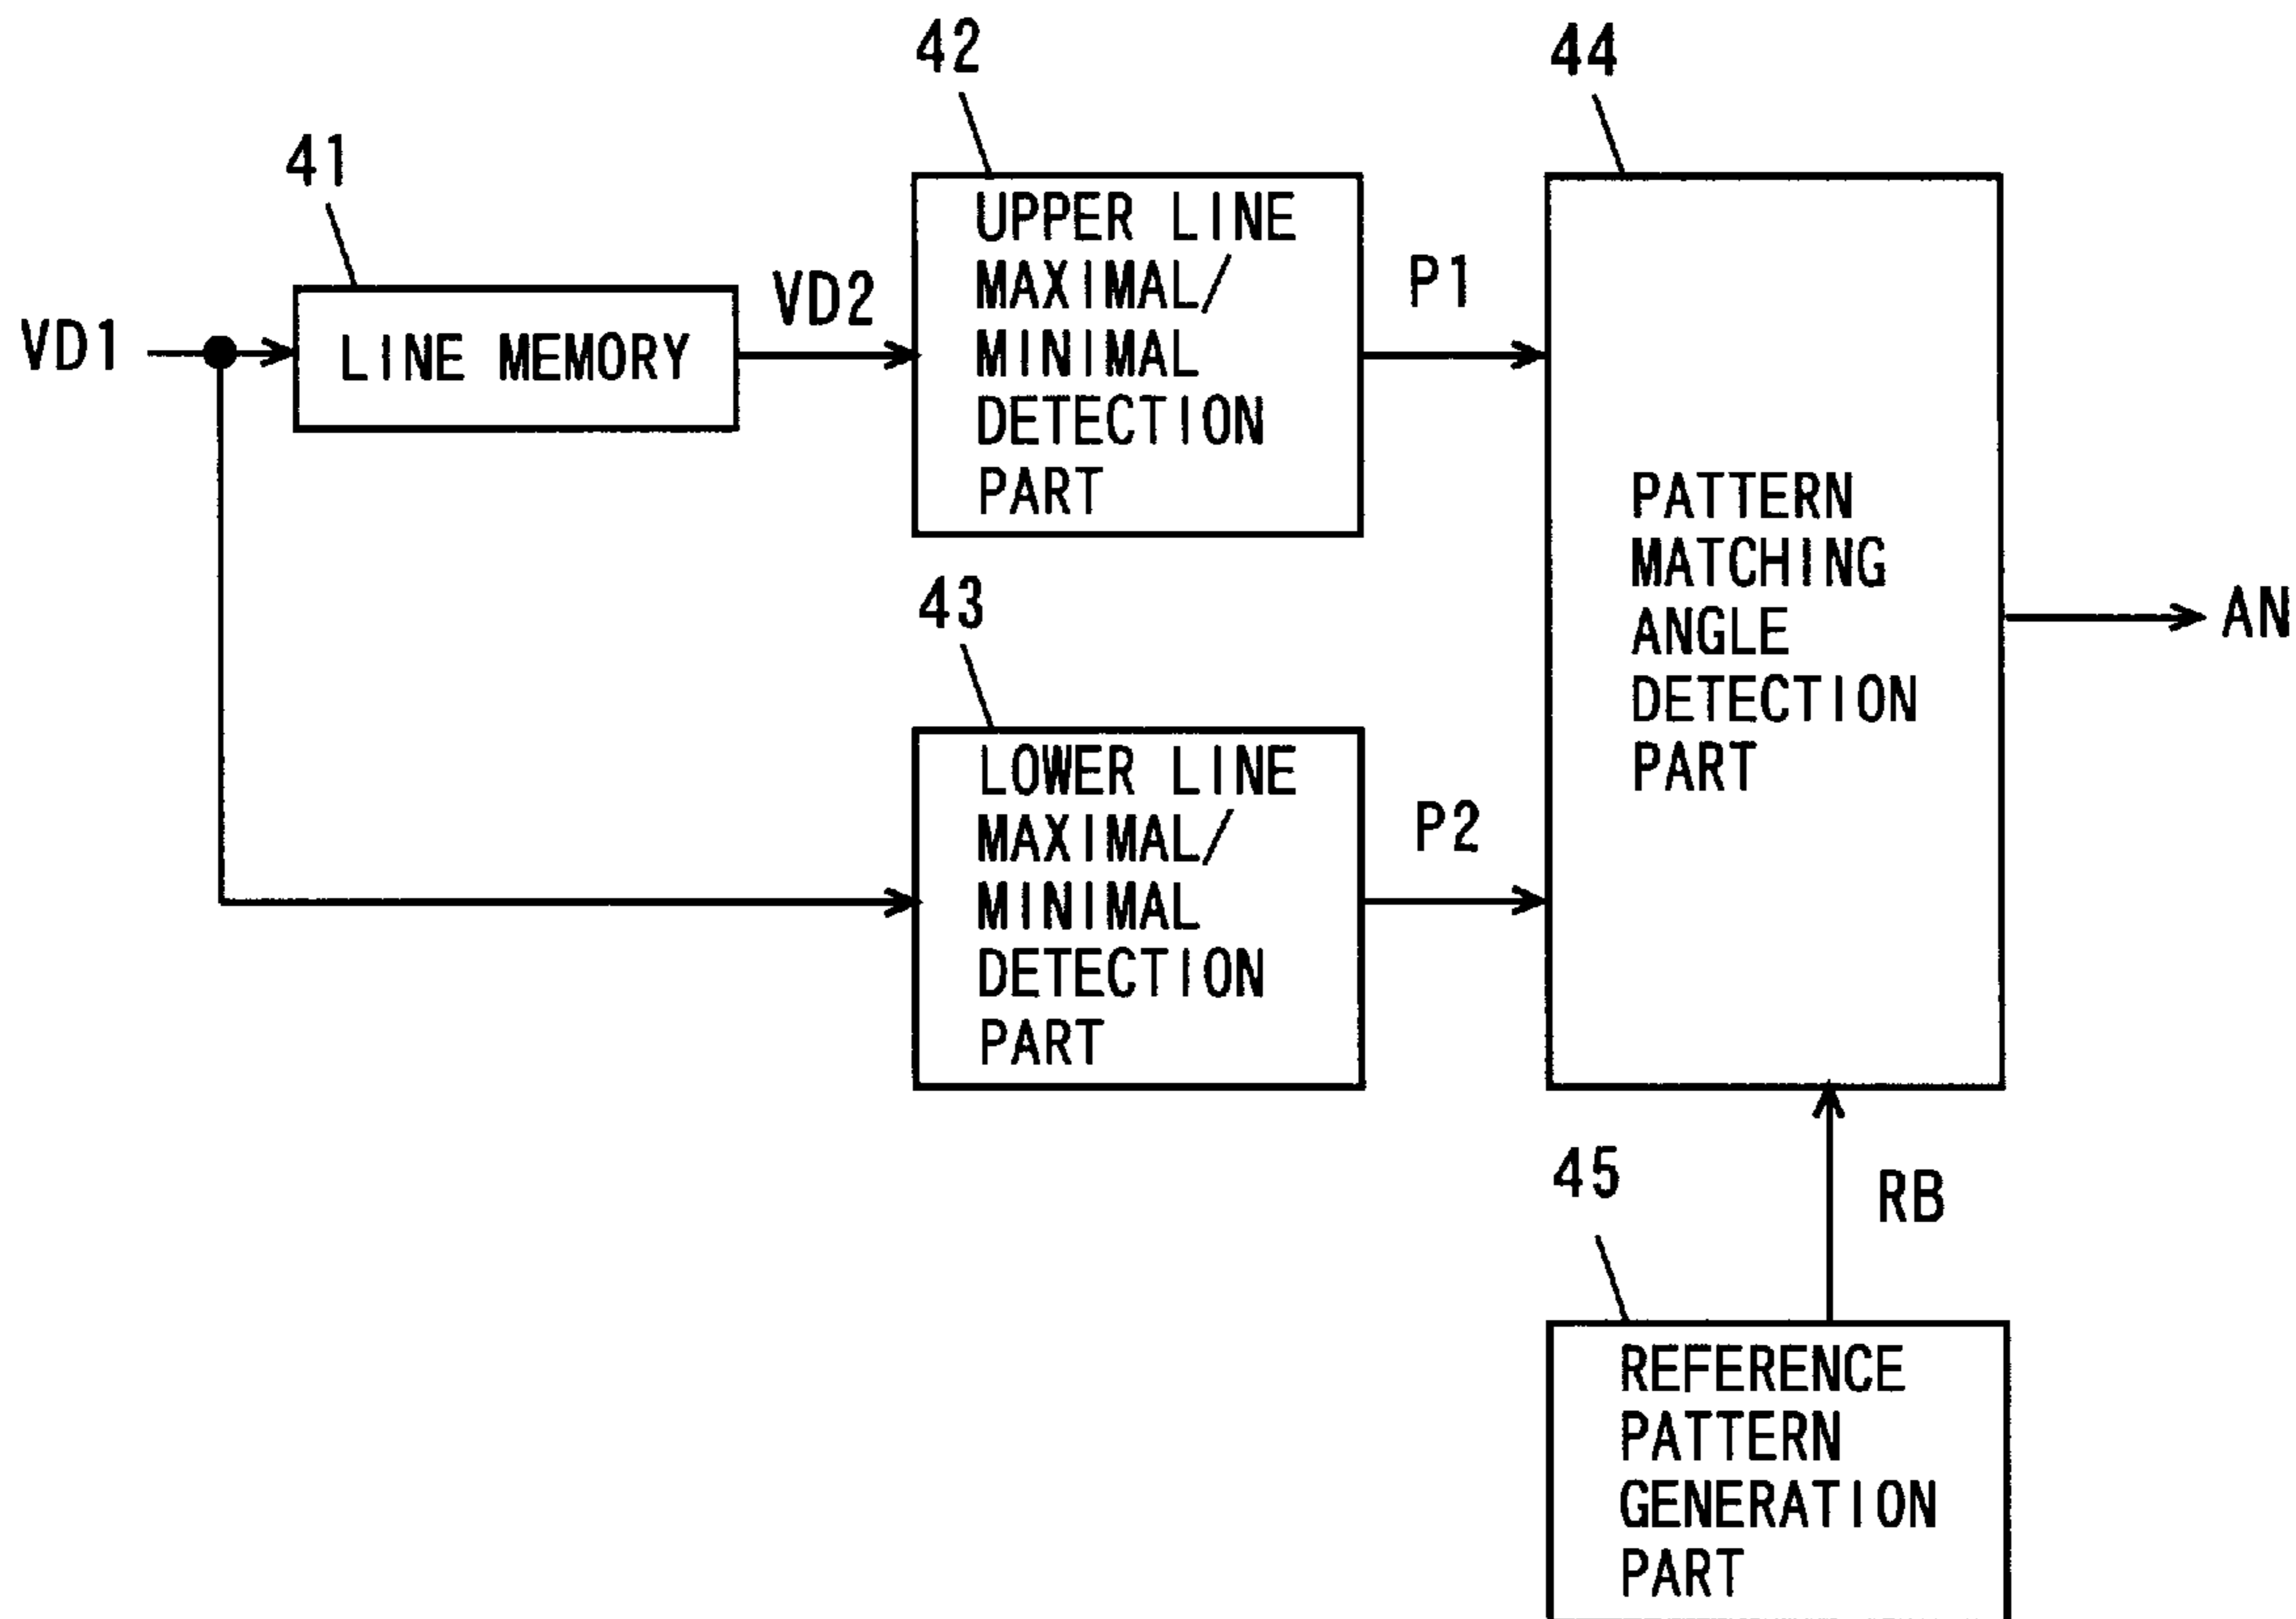 42
44
41
UPPER LINE
MAXIMAL/
MINIMAL
DETECTION
PART
VD1
LINE MEMORY
VD2
P1
PATTERN
MATCHING
ANGLE
DETECTION
PART
AN
43
LOWER LINE
MAXIMAL/
MINIMAL
DETECTION
PART
P2
45
RB
REFERENCE
PATTERN
GENERATION
PART